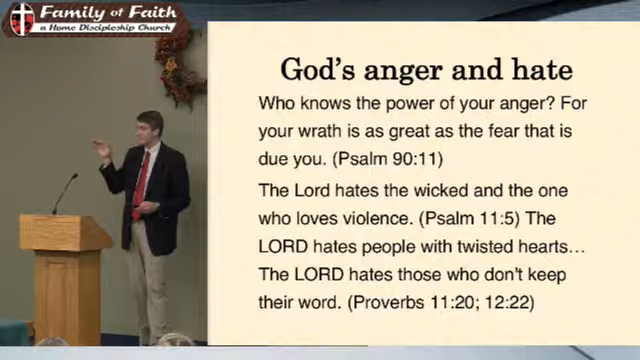 Family of Faith
a Home Discipleship Church
God's anger and hate
Who knows the power of your anger? For
your wrath is as great as the fear that is
due you. (Psalm 90:11)
The Lord hates the wicked and the one
who loves violence. (Psalm 11:5) The
LORD hates people with twisted hearts…
The LORD hates those who don't keep
their word. (Proverbs 11:20; 12:22)